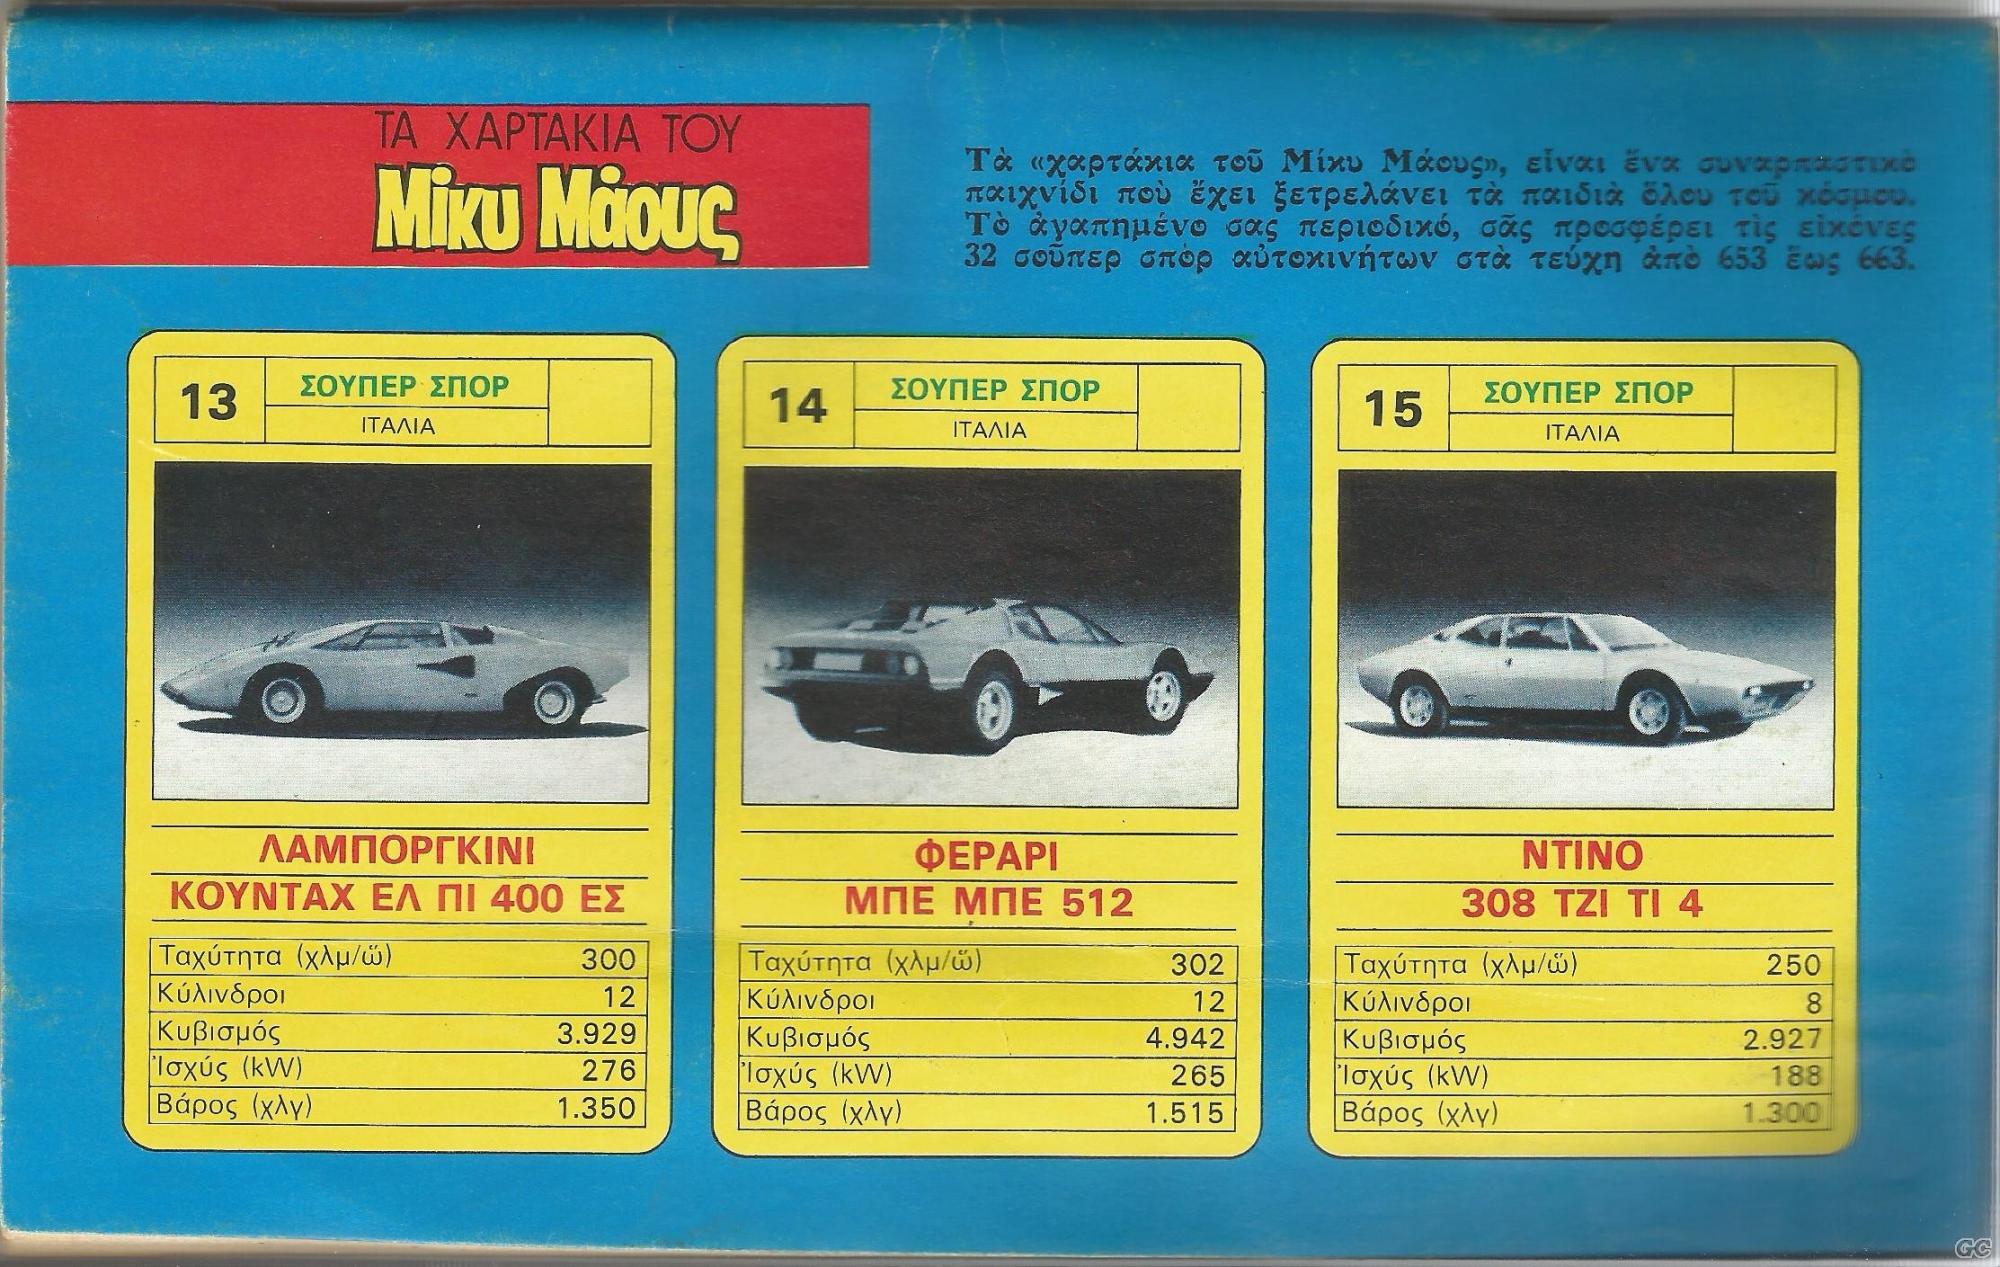 ΤΑ ΧΑΡΤΑΚΙΑ ΤΟΥ
Μίκυ Μάους
Τὰ «χαρτάκια τοῦ Μίκυ Μάους», εἶναι ἕνα συναρπαστικὸ
παιχνίδι ποὺ ἔχει ξετρελάνει τὰ παιδιὰ ὅλου τοῦ κόσμου.
Τὸ ἀγαπημένο σας περιοδικό, σᾶς προσφέρει τὶς εἰκόνες
32 σοῦπερ σπὸρ αὐτοκινήτων στὰ τεύχη ἀπὸ 653 ἕως 663.
13
ΣΟΥΠΕΡ ΣΠΟΡ
ΙΤΑΛΙΑ
ΛΑΜΠΟΡΓΚΙΝΙ
ΚΟΥΝΤΑΧ ΕΛ ΠΙ 400 ΕΣ
Ταχύτητα (χλμ/ὥ) 300
Κύλινδροι 12
Κυβισμός 3.929
Ἰσχύς (kW) 276
Βάρος (χλγ) 1.350
14
ΣΟΥΠΕΡ ΣΠΟΡ
ΙΤΑΛΙΑ
ΦΕΡΑΡΙ
ΜΠΕ ΜΠΕ 512
Ταχύτητα (χλμ/ὥ) 302
Κύλινδροι 12
Κυβισμός 4.942
Ἰσχύς (kW) 265
Βάρος (χλγ) 1.515
15
ΣΟΥΠΕΡ ΣΠΟΡ
ΙΤΑΛΙΑ
ΝΤΙΝΟ
308 ΤΖΙ ΤΙ 4
Ταχύτητα (χλμ/ὥ) 250
Κύλινδροι 8
Κυβισμός 2.927
Ἰσχύς (kW) 188
Βάρος (χλγ) 1.300
GC